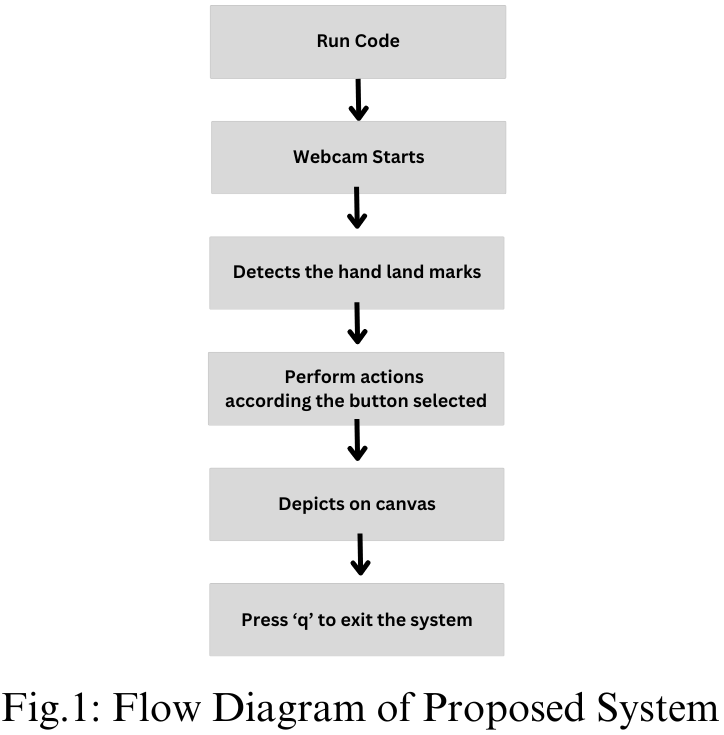 Run Code
Webcam Starts
Detects the hand land marks
Perform actions
according the button selected
Depicts on canvas
Press ‘q’ to exit the system
Fig.1: Flow Diagram of Proposed System